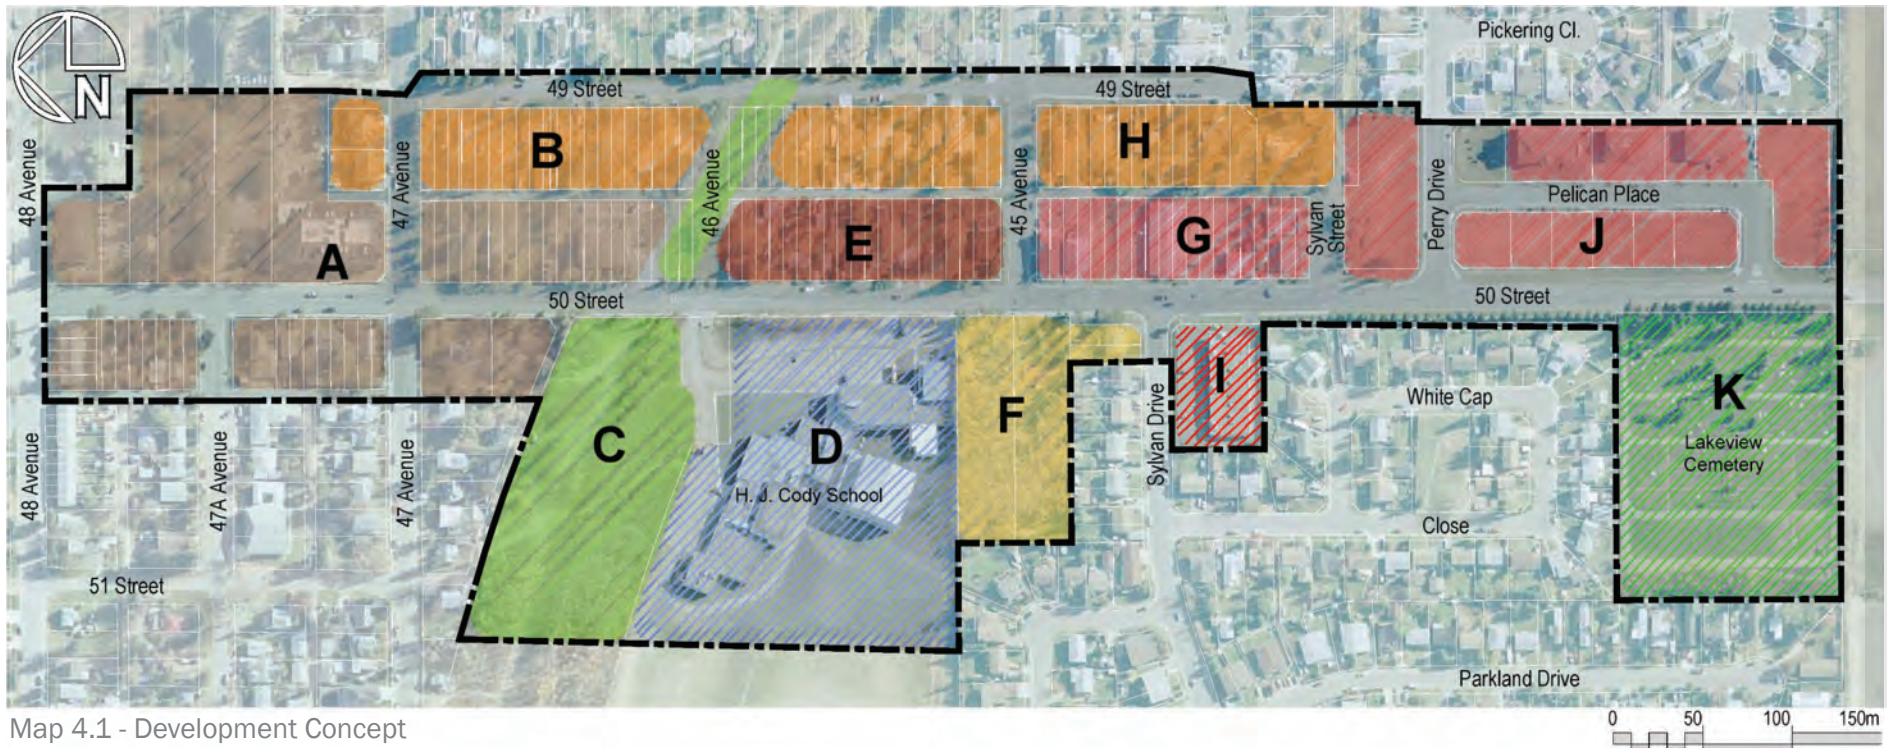 Pickering Cl.
N
49 Street
49 Street
48 Avenue
47 Avenue
B
46 Avenue
45 Avenue
H
Perry Drive
Pelican Place
A
E
G
Sylvan
Street
J
50 Street
50 Street
C
D
H. J. Cody School
F
I
Sylvan Drive
White Cap
K
Lakeview
Cemetery
48 Avenue
47A Avenue
47 Avenue
Close
51 Street
Parkland Drive
Map 4.1 - Development Concept
0 50 100 150m